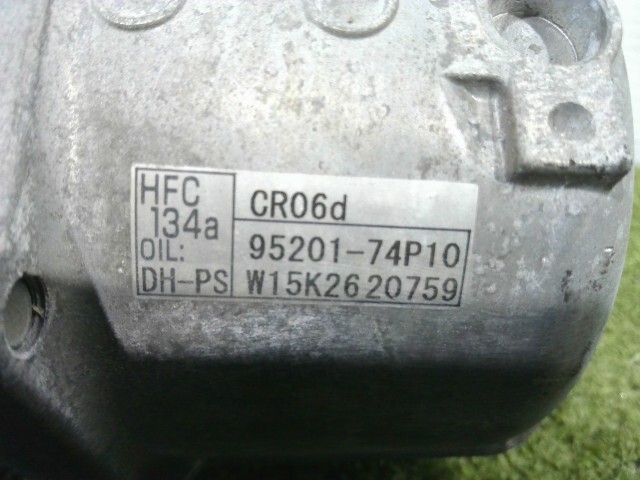 HFC
134a
OIL:
DH-PS
CR06d
95201-74P10
W15K2620759